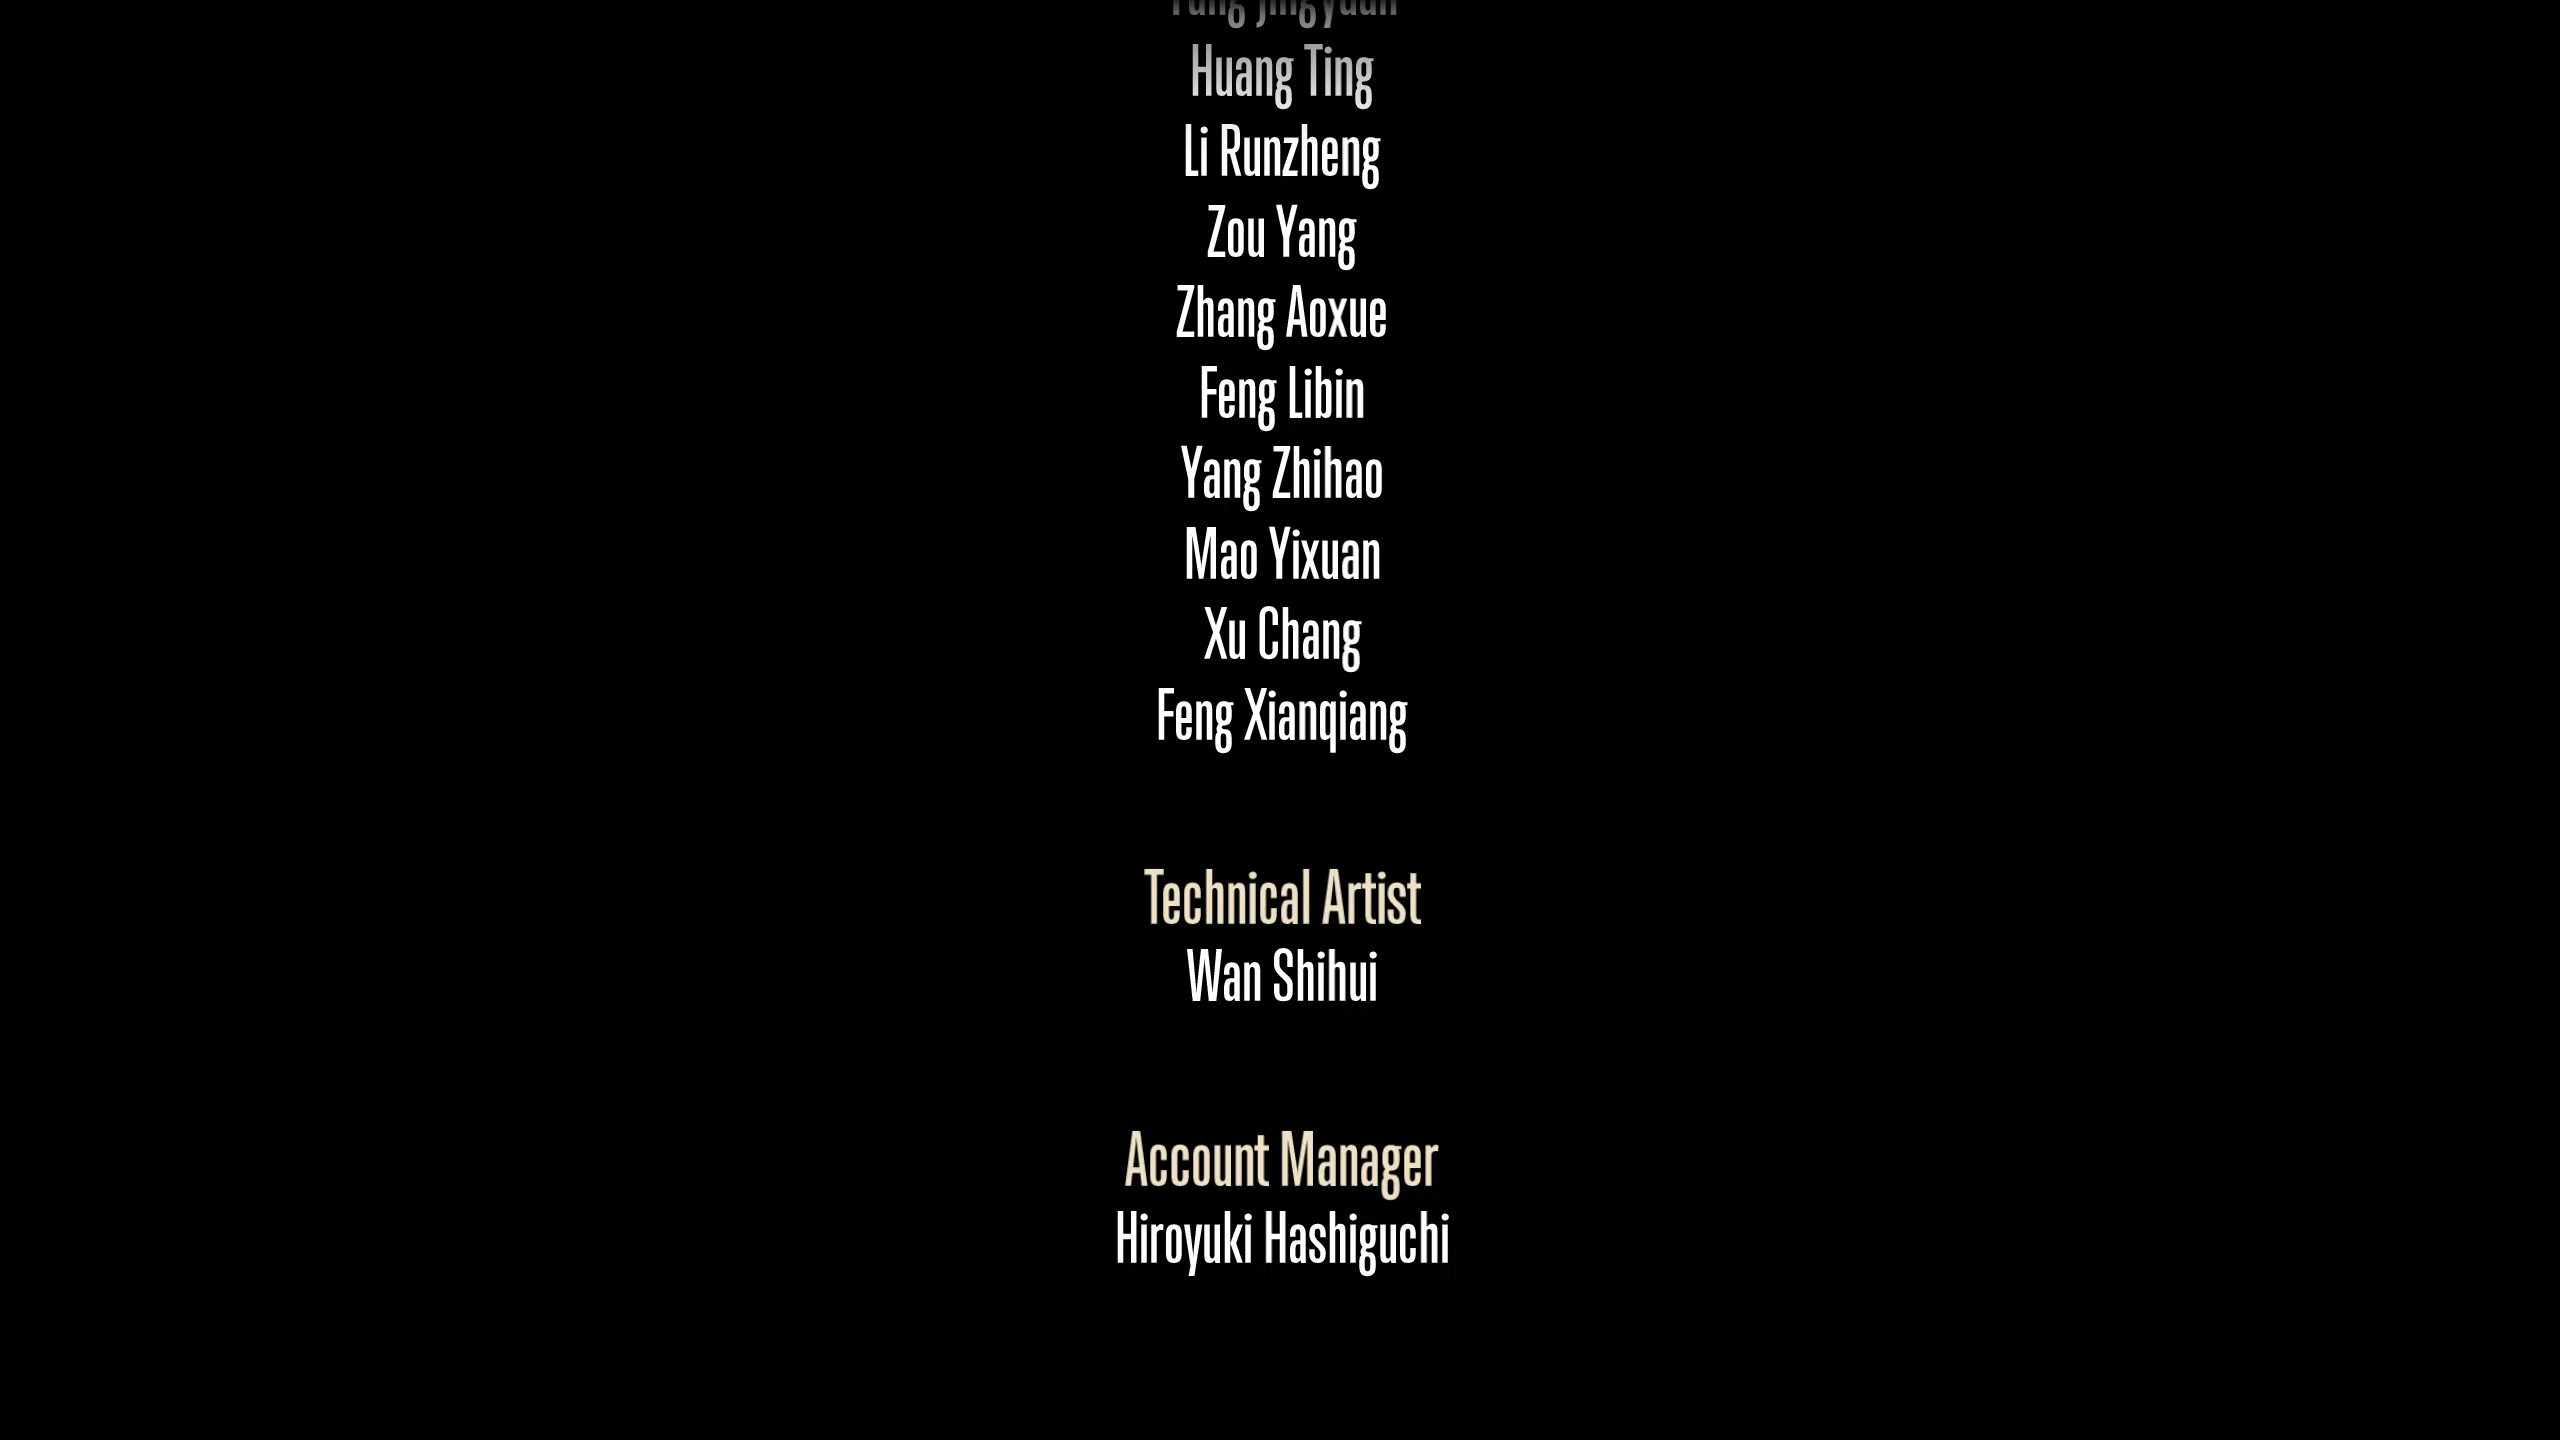 Huang Ting
Li Runzheng
Zou Yang
Zhang Aoxue
Feng Libin
Yang Zhihao
Mao Yixuan
Xu Chang
Feng Xianqiang
Technical Artist
Wan Shihui
Account Manager
Hiroyuki Hashiguchi